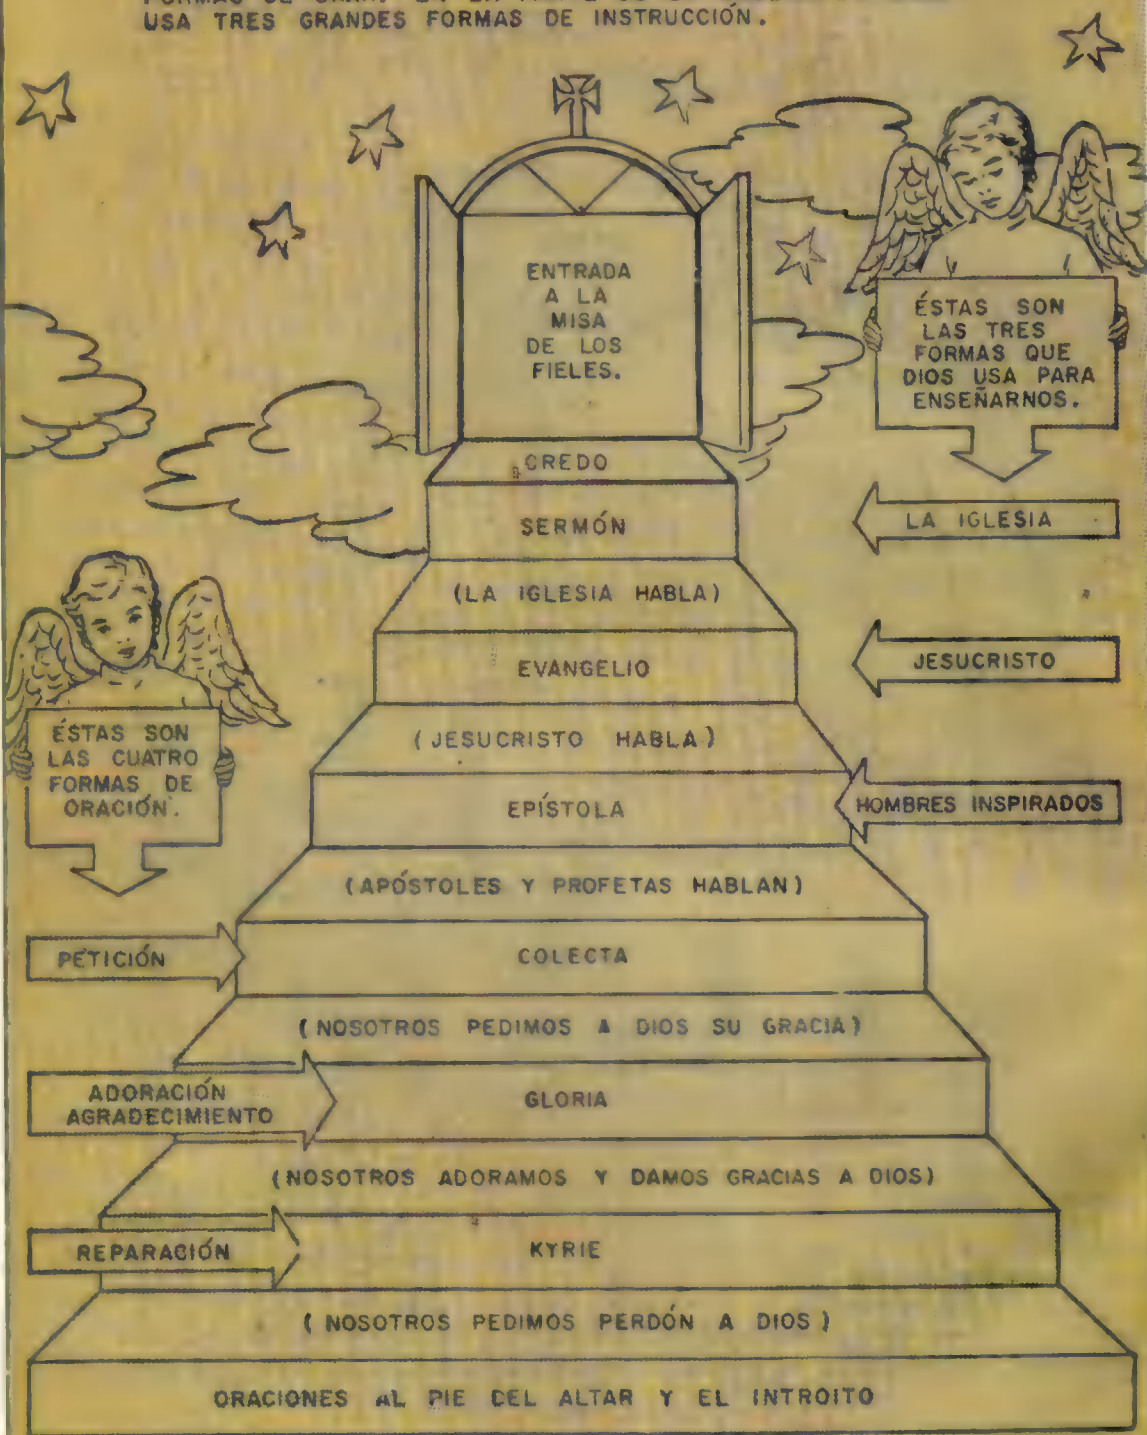 USA TRES GRANDES FORMAS DE INSTRUCCIÓN.
ENTRADA
A LA
MISA
DE LOS
FIELES.
ÉSTAS SON
LAS TRES
FORMAS QUE
DIOS USA PARA
ENSEÑARNOS.
CREDO
SERMÓN
LA IGLESIA
(LA IGLESIA HABLA)
EVANGELIO
JESUCRISTO
(JESUCRISTO HABLA)
ÉSTAS SON
LAS CUATRO
FORMAS DE
ORACIÓN.
EPÍSTOLA
HOMBRES INSPIRADOS
(APÓSTOLES Y PROFETAS HABLAN)
PETICIÓN
COLECTA
(NOSOTROS PEDIMOS A DIOS SU GRACIA)
ADORACIÓN
AGRADECIMIENTO
GLORIA
(NOSOTROS ADORAMOS Y DAMOS GRACIAS A DIOS)
REPARACIÓN
KYRIE
(NOSOTROS PEDIMOS PERDÓN A DIOS)
ORACIONES AL PIE DEL ALTAR Y EL INTROITO